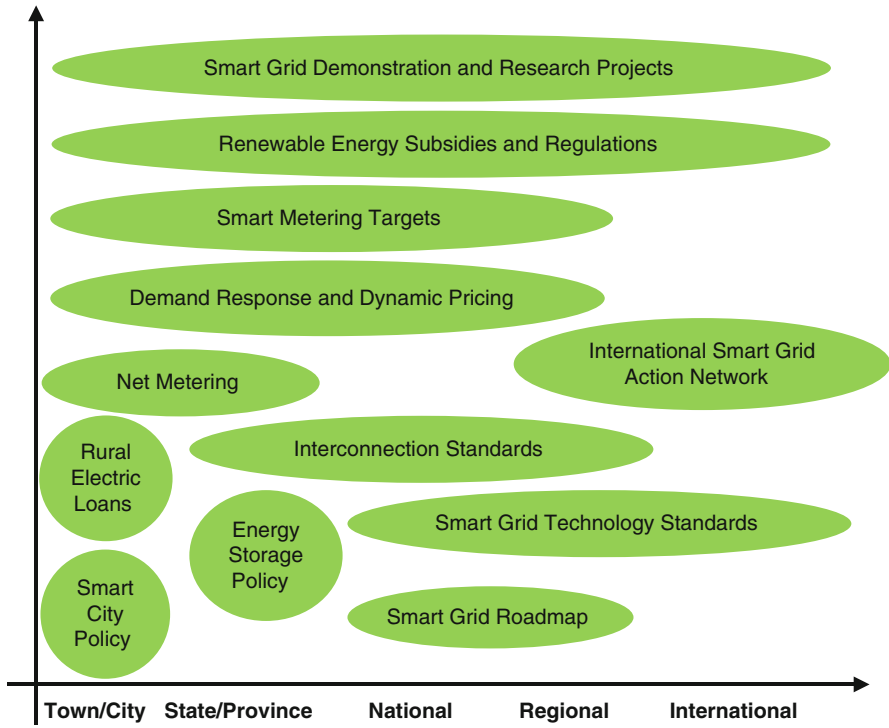 Smart Grid Demonstration and Research Projects
Renewable Energy Subsidies and Regulations
Smart Metering Targets
Demand Response and Dynamic Pricing
International Smart Grid
Action Network
Net Metering
Rural
Electric
Loans
Interconnection Standards
Energy
Storage
Policy
Smart Grid Technology Standards
Smart
City
Policy
Smart Grid Roadmap
Town/City State/Province National Regional International